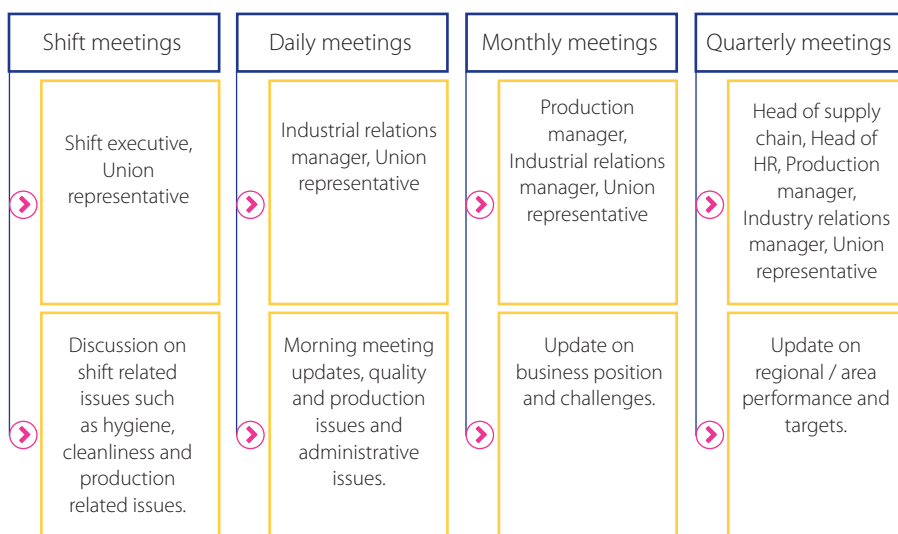 Shift meetings
Shift executive,
Union
representative
Discussion on
shift related
issues such
as hygiene,
cleanliness and
production
related issues.
Daily meetings
Industrial relations
manager, Union
representative
Morning meeting
updates, quality
and production
issues and
administrative
issues.
Monthly meetings
Production
manager,
Industrial relations
manager, Union
representative
Update on
business position
and challenges.
Quarterly meetings
Head of supply
chain, Head of
HR, Production
manager,
Industry relations
manager, Union
representative
Update on
regional / area
performance and
targets.